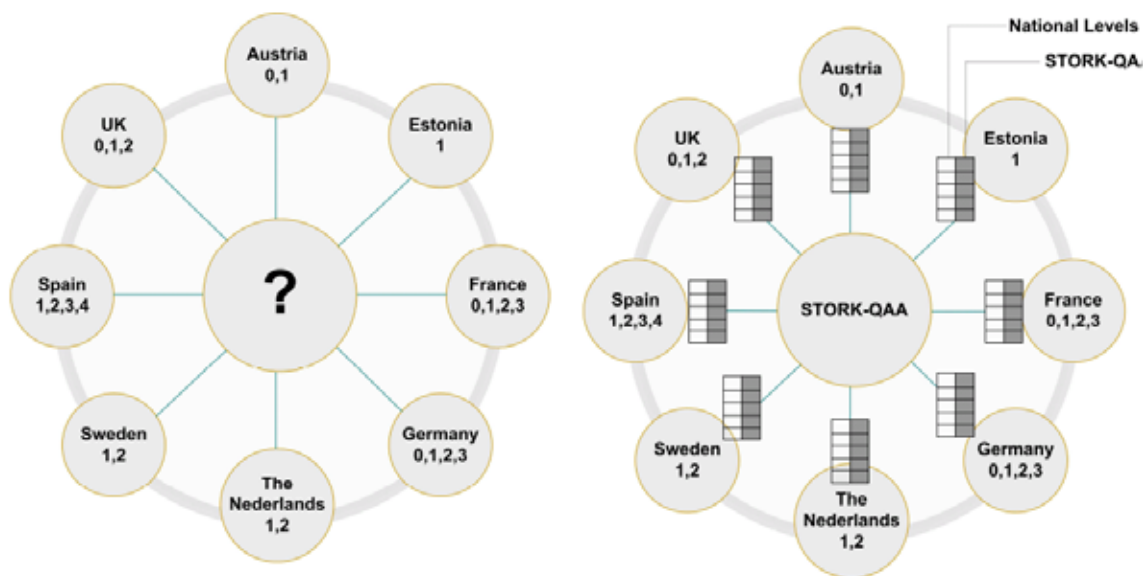 Austria
0,1
UK
0,1,2
Estonia
1
Spain
1,2,3,4
?
France
0,1,2,3
Sweden
1,2
Germany
0,1,2,3
The
Nederlands
1,2
National Levels
STORK-QA
Austria
0,1
UK
0,1,2
Estonia
1
Spain
1,2,3,4
STORK-QAA
France
0,1,2,3
Sweden
1,2
Germany
0,1,2,3
The
Nederlands
1,2